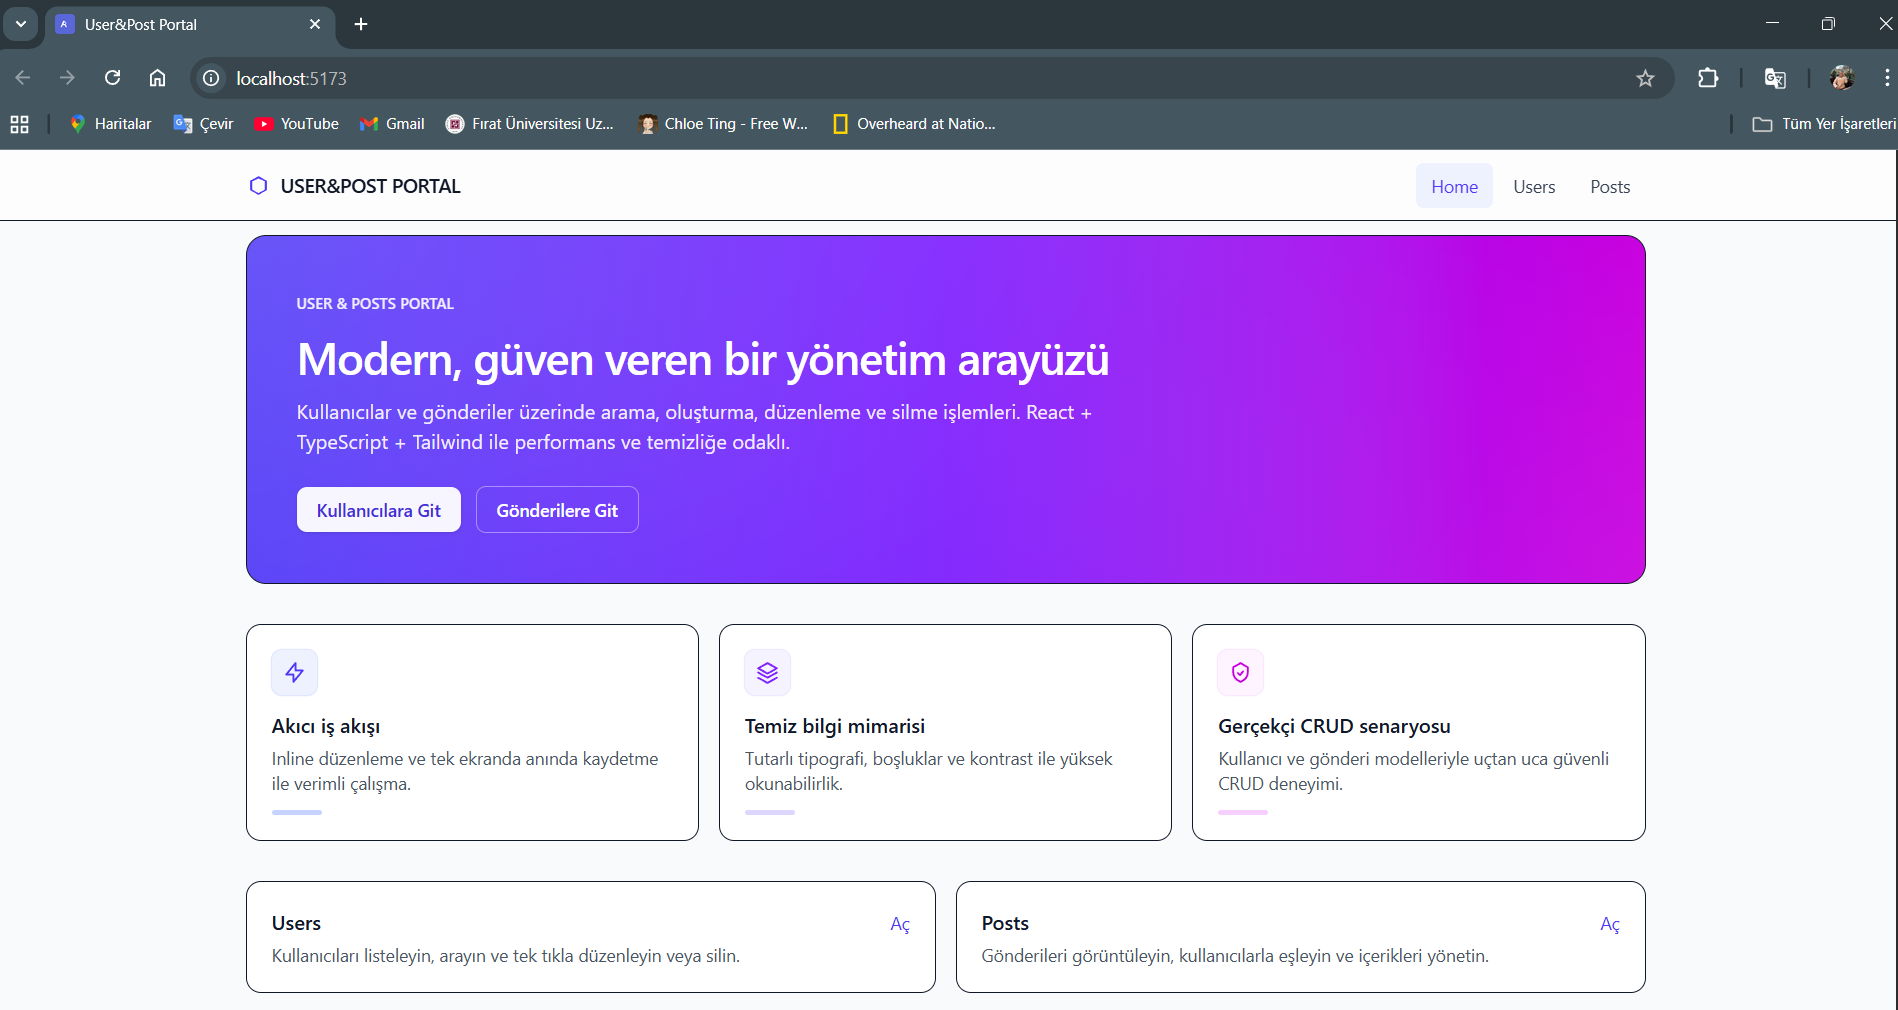 User&Post Portal
localhost:5173
Haritalar
Çevir
YouTube
Gmail
Fırat Üniversitesi Uz...
Chloe Ting - Free W...
Overheard at Natio...
Tüm Yer İşaretleri
USER&POST PORTAL
Home
Users
Posts
USER & POSTS PORTAL
Modern, güven veren bir yönetim arayüzü
Kullanıcılar ve gönderiler üzerinde arama, oluşturma, düzenleme ve silme işlemleri. React +
TypeScript + Tailwind ile performans ve temizliğe odaklı.
Kullanıcılara Git
Gönderilere Git
Akıcı iş akışı
Inline düzenleme ve tek ekranda anında kaydetme
ile verimli çalışma.
Temiz bilgi mimarisi
Tutarlı tipografi, boşluklar ve kontrast ile yüksek
okunabilirlik.
Gerçekçi CRUD senaryosu
Kullanıcı ve gönderi modelleriyle uçtan uca güvenli
CRUD deneyimi.
Users
Aç
Kullanıcıları listeleyin, arayın ve tek tıkla düzenleyin veya silin.
Posts
Aç
Gönderileri görüntüleyin, kullanıcılarla eşleyin ve içerikleri yönetin.